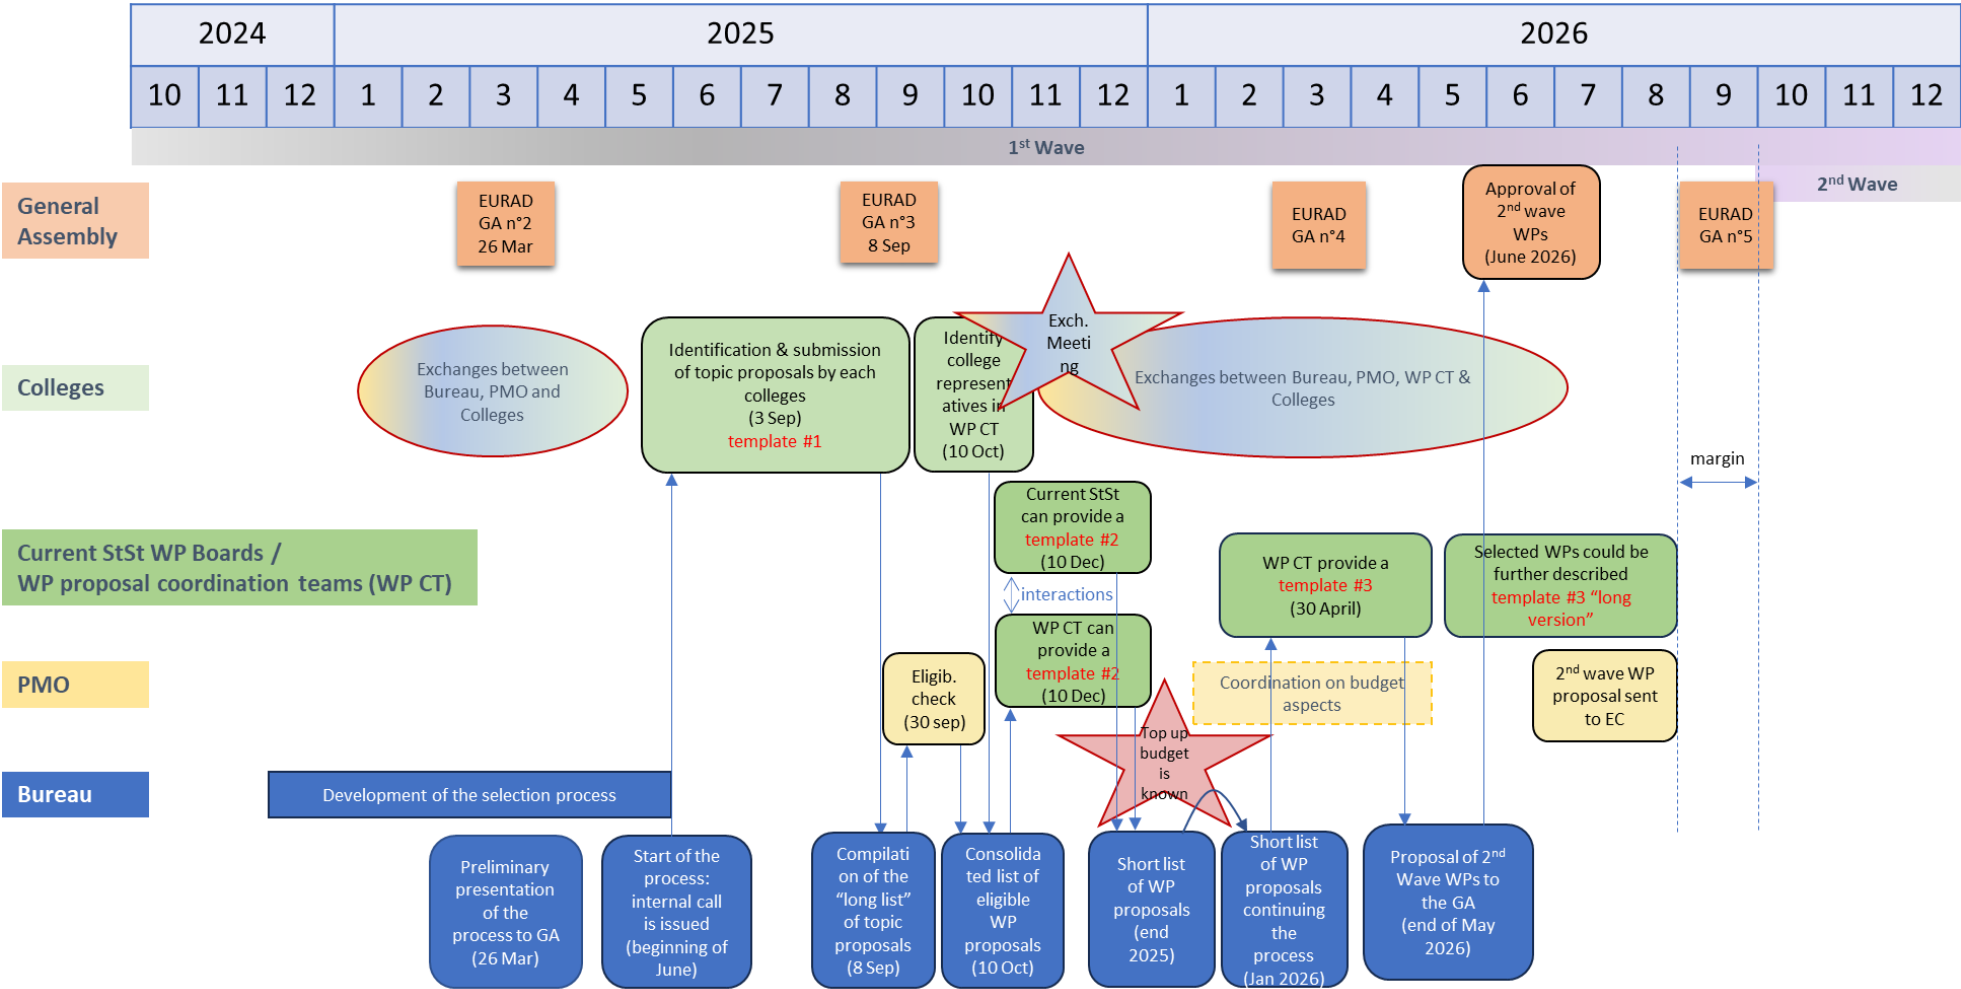 2024
2025
2026
10 11 12 1 2 3 4 5 6 7 8 9 10 11 12 1 2 3 4 5 6 7 8 9 10 11 12
1st Wave
2nd Wave
General
Assembly
EURAD
GA n°2
26 Mar
EURAD
GA n°3
8 Sep
EURAD
GA n°4
Approval of
2nd wave
WPs
(June 2026)
EURAD
GA n°5
Colleges
Exchanges between
Bureau, PMO and
Colleges
Identification & submission
of topic proposals by each
colleges
(3 Sep)
template #1
Identify
college
represent
atives in
WP CT
(10 Oct)
Exch.
Meeti
ng
Exchanges between Bureau, PMO, WP CT &
Colleges
margin
Current StSt WP Boards /
WP proposal coordination teams (WP CT)
Current StSt
can provide a
template #2
(10 Dec)
interactions
WP CT can
provide a
template #2
(10 Dec)
WP CT provide a
template #3
(30 April)
Selected WPs could be
further described
template #3 “long
version”
PMO
Eligib.
check
(30 sep)
Coordination on budget
aspects
2nd wave WP
proposal sent
to EC
Top up
budget
is
known
Bureau
Development of the selection process
Preliminary
presentation
of the
process to GA
(26 Mar)
Start of the
process:
internal call
is issued
(beginning of
June)
Compilati
on of the
“long list”
of topic
proposals
(8 Sep)
Consolida
ted list of
eligible
WP
proposals
(10 Oct)
Short list
of WP
proposals
(end
2025)
Short list
of WP
proposals
continuing
the
process
(Jan 2026)
Proposal of 2nd
Wave WPs to
the GA
(end of May
2026)